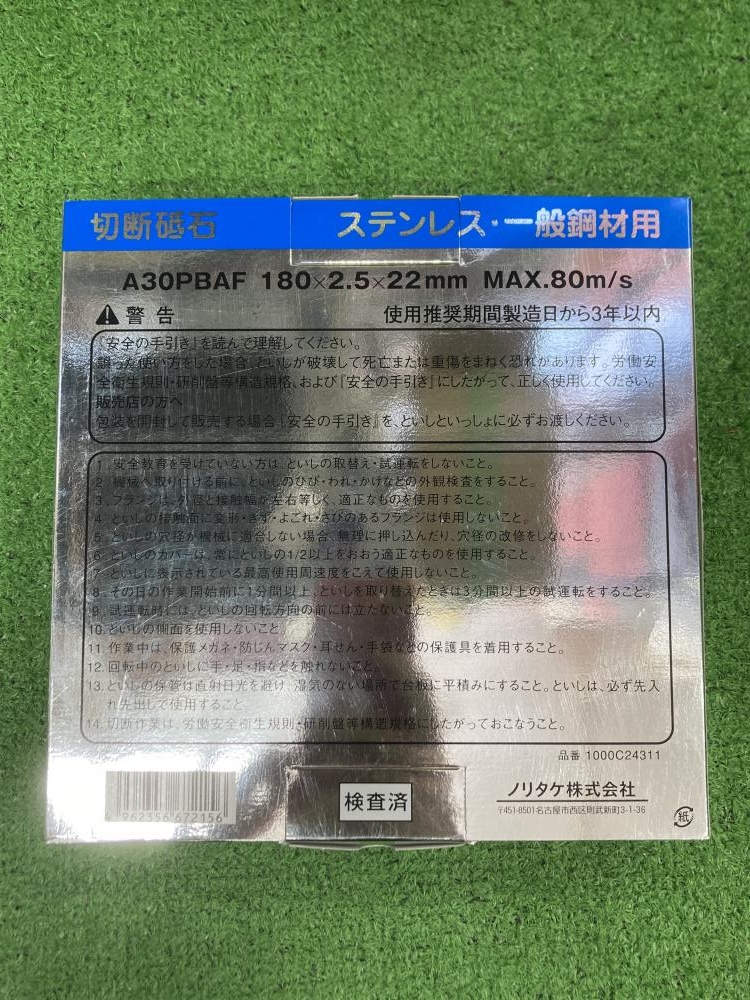 切断砥石 ステンレス・一般鋼材用
A30PBAF 180×2.5×22mm MAX.80m/s
警告 使用推奨期間製造日から3年以内
『安全の手引き』を読んで理解してください。
誤った使い方をした場合、といしが破壊して死亡または重傷をまねく恐れがあります。労働安
全衛生規則・研削盤等構造規格、および『安全の手引き』にしたがって、正しく使用してください。
販売店の方へ
包装を開封して販売する場合『安全の手引き』を、といしといっしょに必ずお渡しください。
1. 安全教育を受けていない方は、といしの取替え・試運転をしないこと。
2. 機械へ取り付ける前に、といしのひび・われ・かけなどの外観検査をすること。
3. フランジは、外径と接触幅が左右等しく、適正なものを使用すること。
4. といしの接触面に変形・きず・よごれ・さびのあるフランジは使用しないこと。
5. といしの穴径が機械に適合しない場合、無理に押し込んだり、穴径の改修をしないこと。
6. といしのカバーは、常にといしの1/2以上をおおう適正なものを使用すること。
7. といしに表示されている最高使用周速度をこえて使用しないこと。
8. その日の作業開始前に1分間以上、といしを取り替えたときは3分間以上の試運転をすること。
9. 試運転時には、といしの回転方向の前には立たないこと。
10. といしの側面を使用しないこと。
11. 作業中は、保護メガネ・防じんマスク・耳せん・手袋などの保護具を着用すること。
12. 回転中のといしに手・足・指などを触れないこと。
13. といしの保管は直射日光を避け、湿気のない場所で台板に平積みにすること。といしは、必ず先入
れ先出しで使用すること。
14. 切断作業は、労働安全衛生規則・研削盤等構造規格にしたがっておこなうこと。
品番 1000C24311
4 962356 672156
検査済
ノリタケ株式会社
〒451-8501名古屋市西区則武新町3-1-36
紙